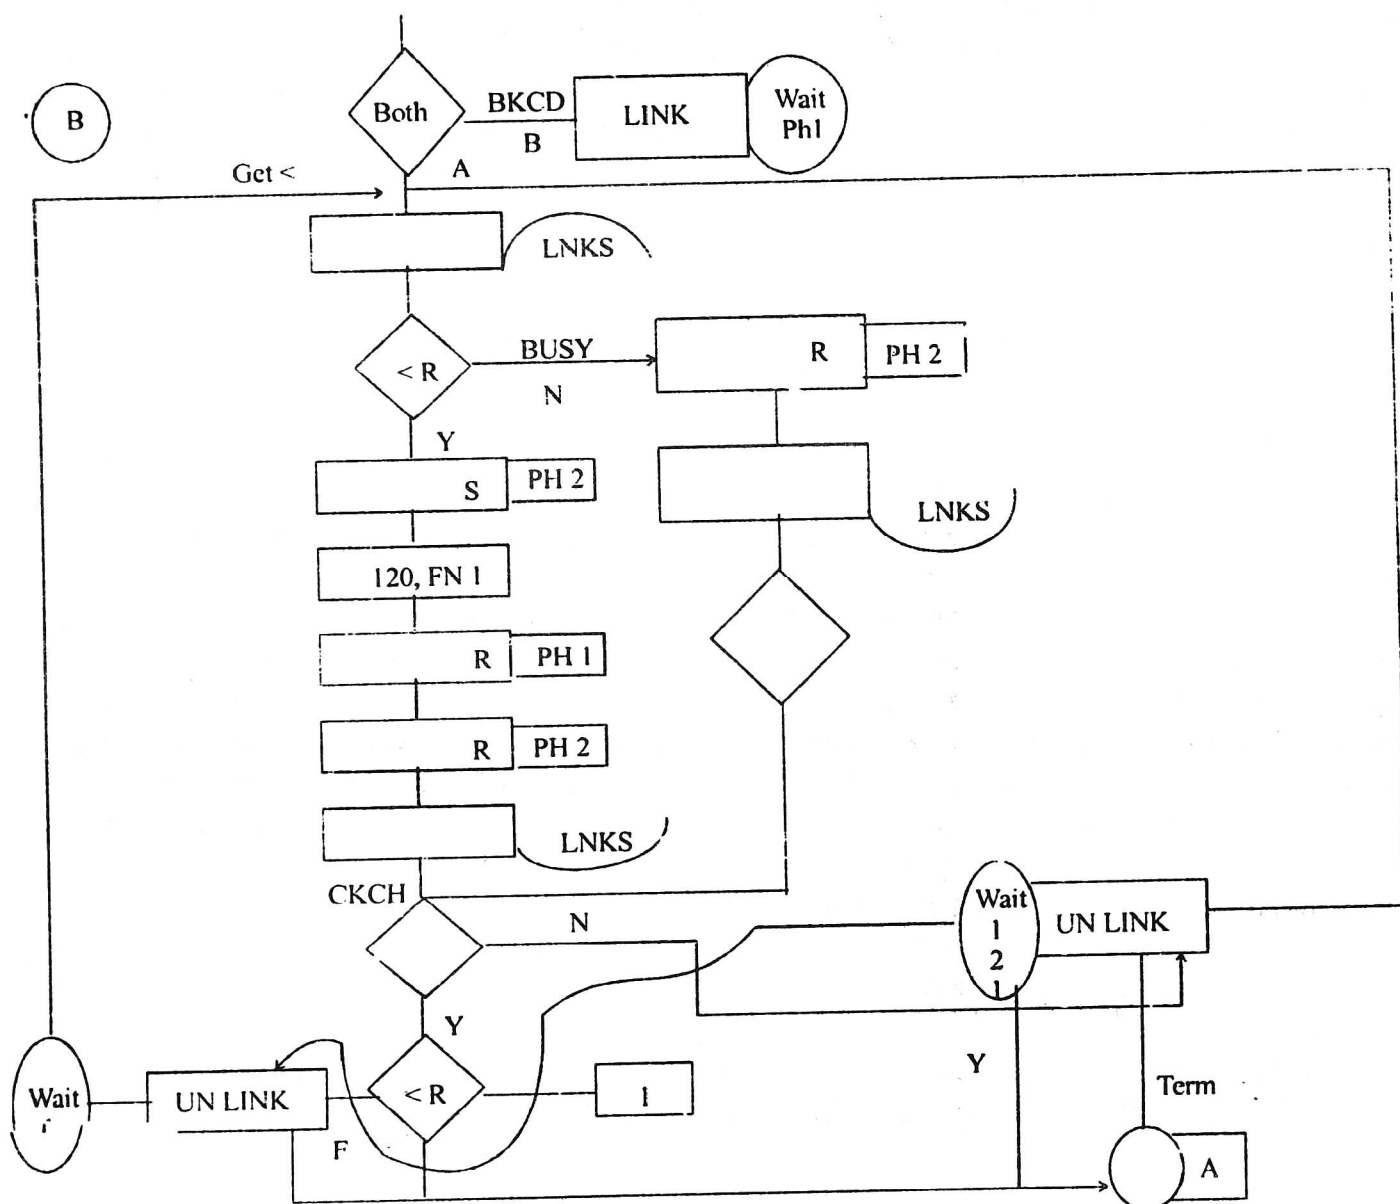 B
Both
BKCD
B
LINK
Wait
Ph1
Get <
A
LNKS
< R
BUSY
N
R
PH 2
Y
S
PH 2
LNKS
120, FN 1
R
PH 1
R
PH 2
LNKS
CKCH
N
Wait
1
2
1
UN LINK
Y
Wait
UN LINK
< R
1
Y
Term
F
A